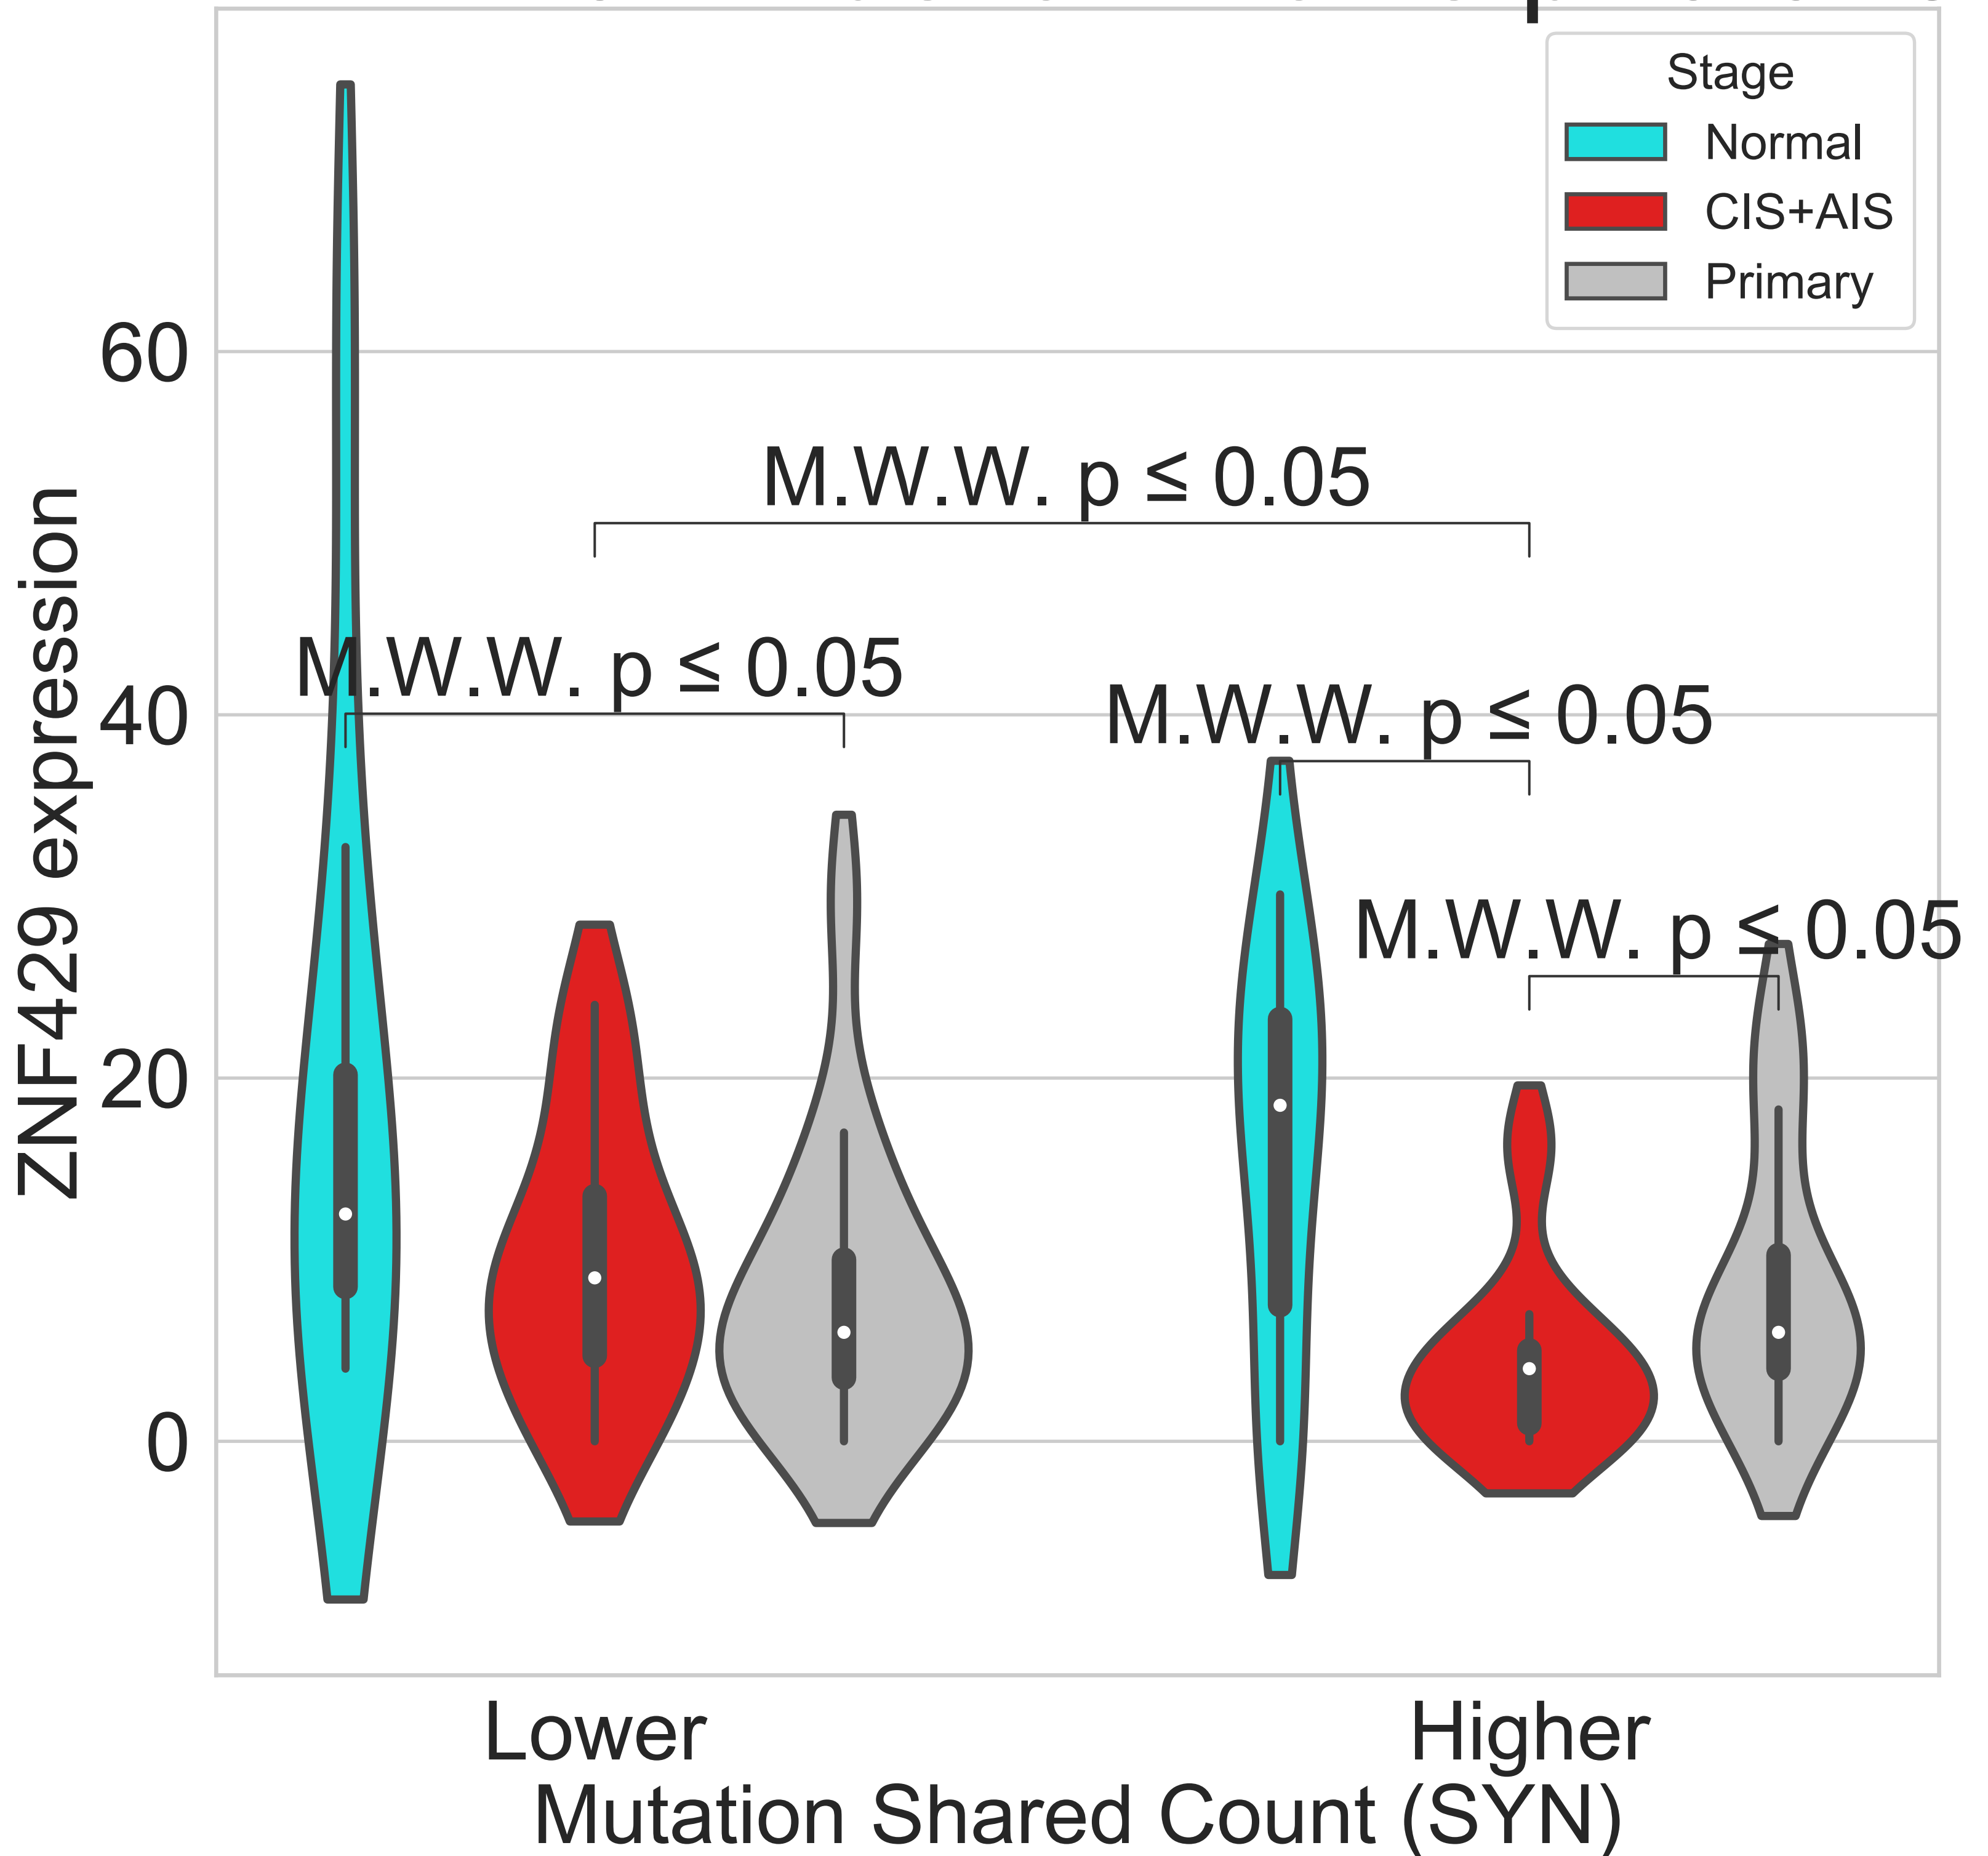 Stage
Normal
CIS+AIS
Primary
60
40
20
0
ZNF429 expression
M.W.W. p ≤ 0.05
M.W.W. p ≤ 0.05
M.W.W. p ≤ 0.05
M.W.W. p ≤ 0.05
Lower
Higher
Mutation Shared Count (SYN)